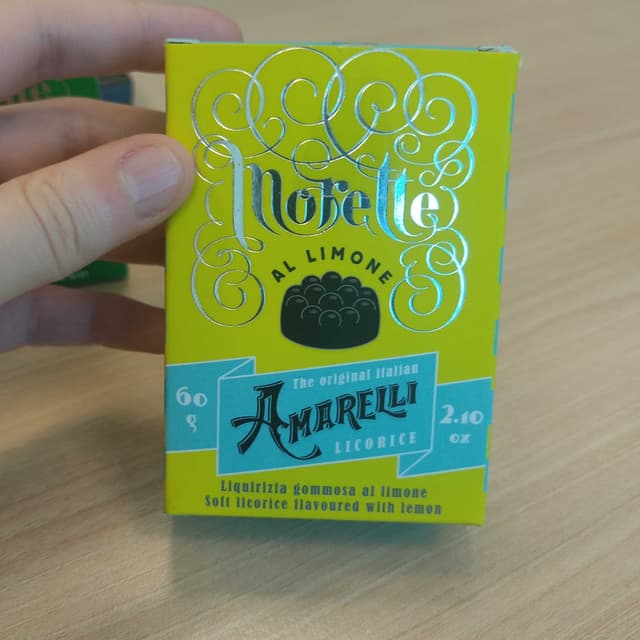 Morette
AL LIMONE
60 g
The original Italian
AMARELLI
LICORICE
2.10 oz
Liquirizia gommosa al limone
Soft licorice flavoured with lemon